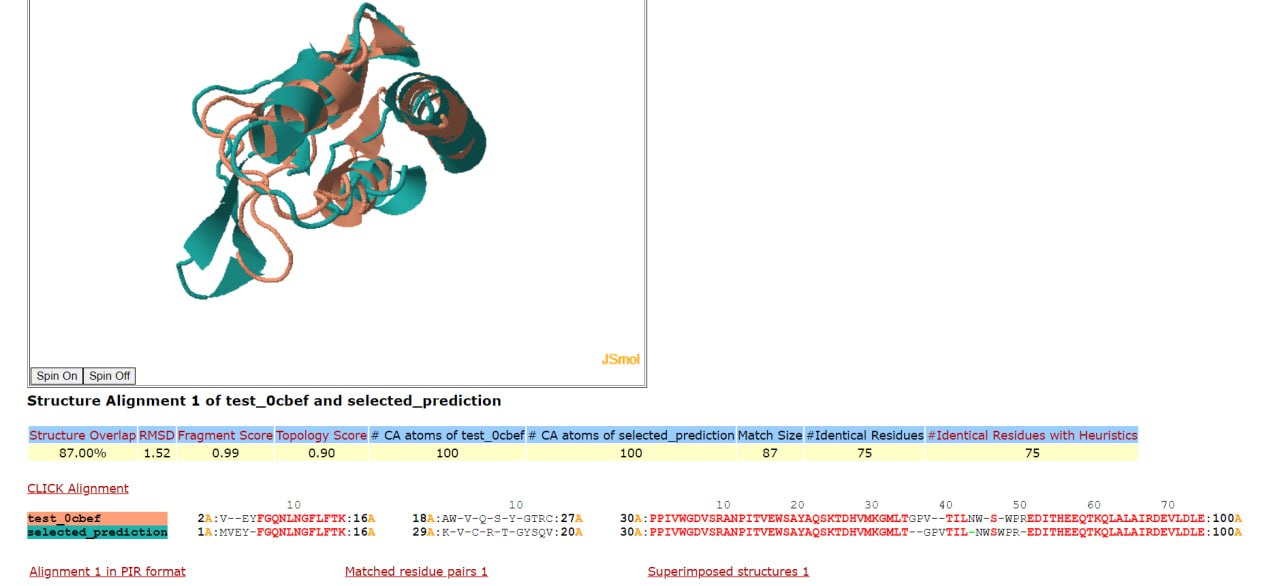 JSmol
Spin On Spin Off
Structure Alignment 1 of test_0cbef and selected_prediction
Structure Overlap RMSD Fragment Score Topology Score # CA atoms of test_0cbef # CA atoms of selected_prediction Match Size #Identical Residues #Identical Residues with Heuristics
87.00% 1.52 0.99 0.90 100 100 87 75 75
CLICK Alignment
10 10 10 20 30 40 50 60 70
test_0cbef 2A:V--EYFGQNLNGFLFTK:16A 18A:AW-V-Q-S-Y-GTRC:27A 30A:PPIVWGDVSRANPITVEWSAYAQSKTDHVMKGMLTGPV--TILNW-S-WPREDITHEEQTKQLALAIRDEVLDLE:100A
selected_prediction 1A:MVEY-FGQNLNGFLFTK:16A 29A:K-V-C-R-T-GYSQV:20A 30A:PPIVWGDVSRANPITVEWSAYAQSKTDHVMKGMLT--GPVTIL-NWSWPR-EDITHEEQTKQLALAIRDEVLDLE:100A
Alignment 1 in PIR format Matched residue pairs 1 Superimposed structures 1